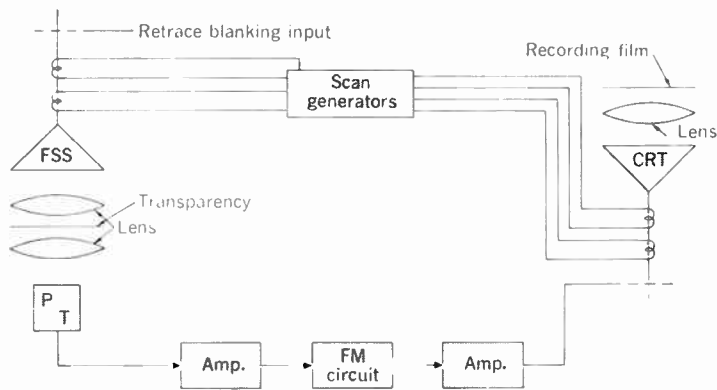 Retrace blanking input
Recording film
Scan
generators
Lens
FSS
CRT
Transparency
Lens
P
T
Amp.
FM
circuit
Amp.